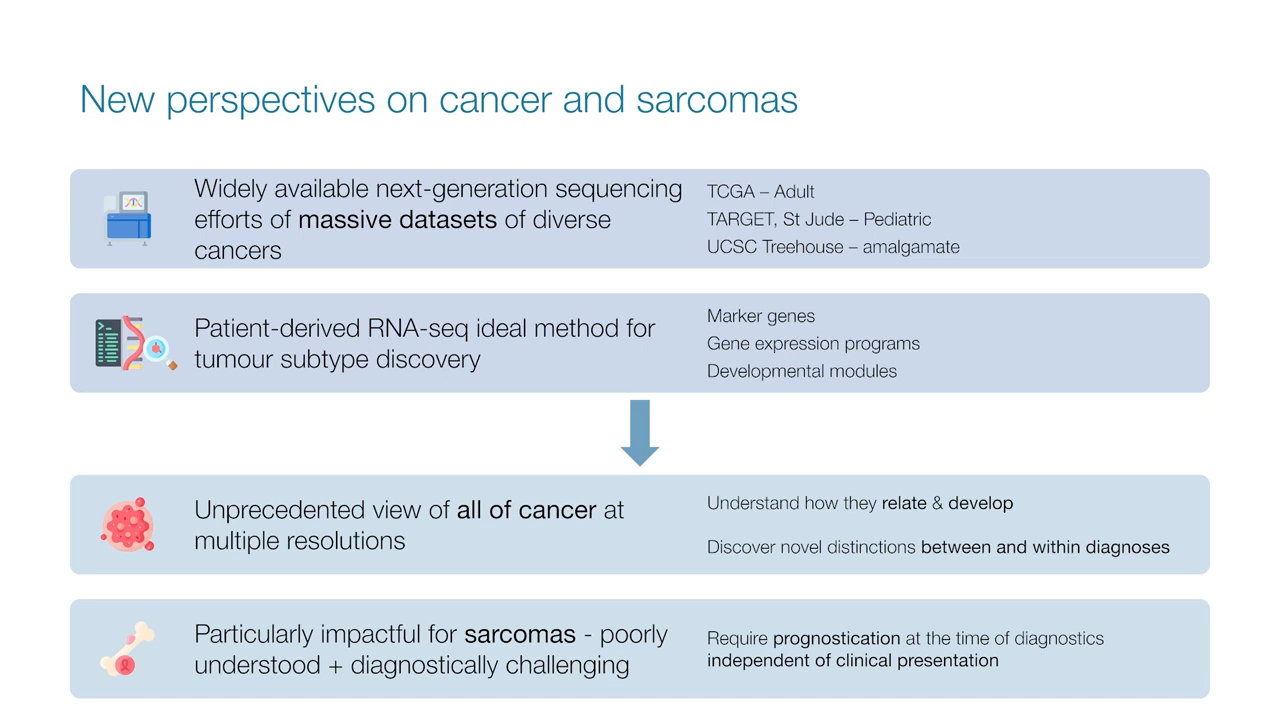 New perspectives on cancer and sarcomas
Widely available next-generation sequencing
efforts of massive datasets of diverse
cancers
TCGA – Adult
TARGET, St Jude – Pediatric
UCSC Treehouse – amalgamate
Patient-derived RNA-seq ideal method for
tumour subtype discovery
Marker genes
Gene expression programs
Developmental modules
Unprecedented view of all of cancer at
multiple resolutions
Understand how they relate & develop
Discover novel distinctions between and within diagnoses
Particularly impactful for sarcomas - poorly
understood + diagnostically challenging
Require prognostication at the time of diagnostics
independent of clinical presentation